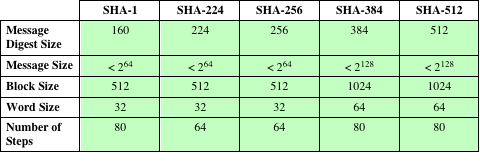 SHA-1 SHA-224 SHA-256 SHA-384 SHA-512
Message
Digest Size 160 224 256 384 512
Message Size < 2^64 < 2^64 < 2^64 < 2^128 < 2^128
Block Size 512 512 512 1024 1024
Word Size 32 32 32 64 64
Number of
Steps 80 64 64 80 80